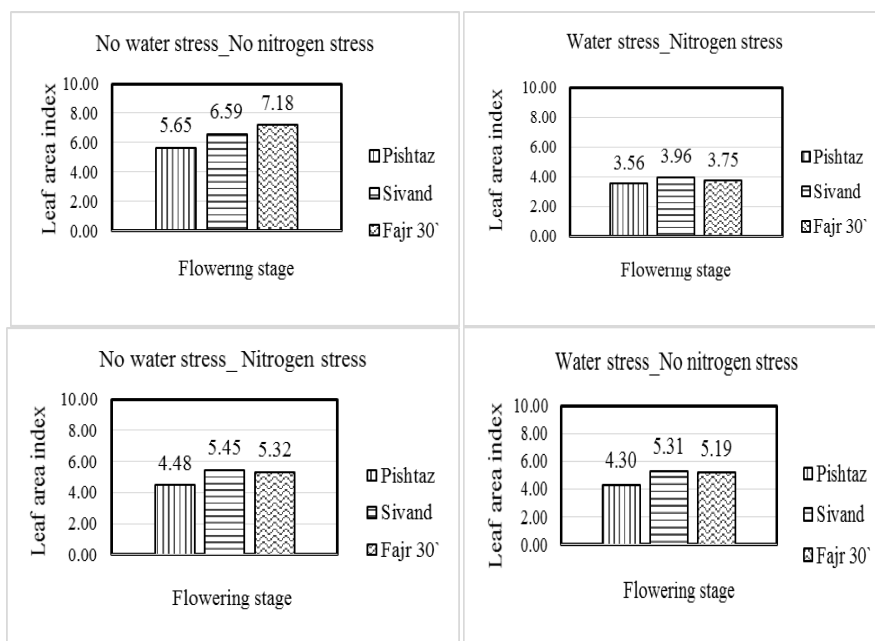 No water stress_No nitrogen stress
Leaf area index
10.00
8.00
6.00
4.00
2.00
0.00
5.65
6.59
7.18
Pishtaz
Sivand
Fajr 30`
Flowering stage
Water stress_Nitrogen stress
Leaf area index
10.00
8.00
6.00
4.00
2.00
0.00
3.56
3.96
3.75
Pishtaz
Sivand
Fajr 30`
Flowering stage
No water stress_ Nitrogen stress
Leaf area index
10.00
8.00
6.00
4.00
2.00
0.00
4.48
5.45
5.32
Pishtaz
Sivand
Fajr 30`
Flowering stage
Water stress_No nitrogen stress
Leaf area index
10.00
8.00
6.00
4.00
2.00
0.00
4.30
5.31
5.19
Pishtaz
Sivand
Fajr 30`
Flowering stage